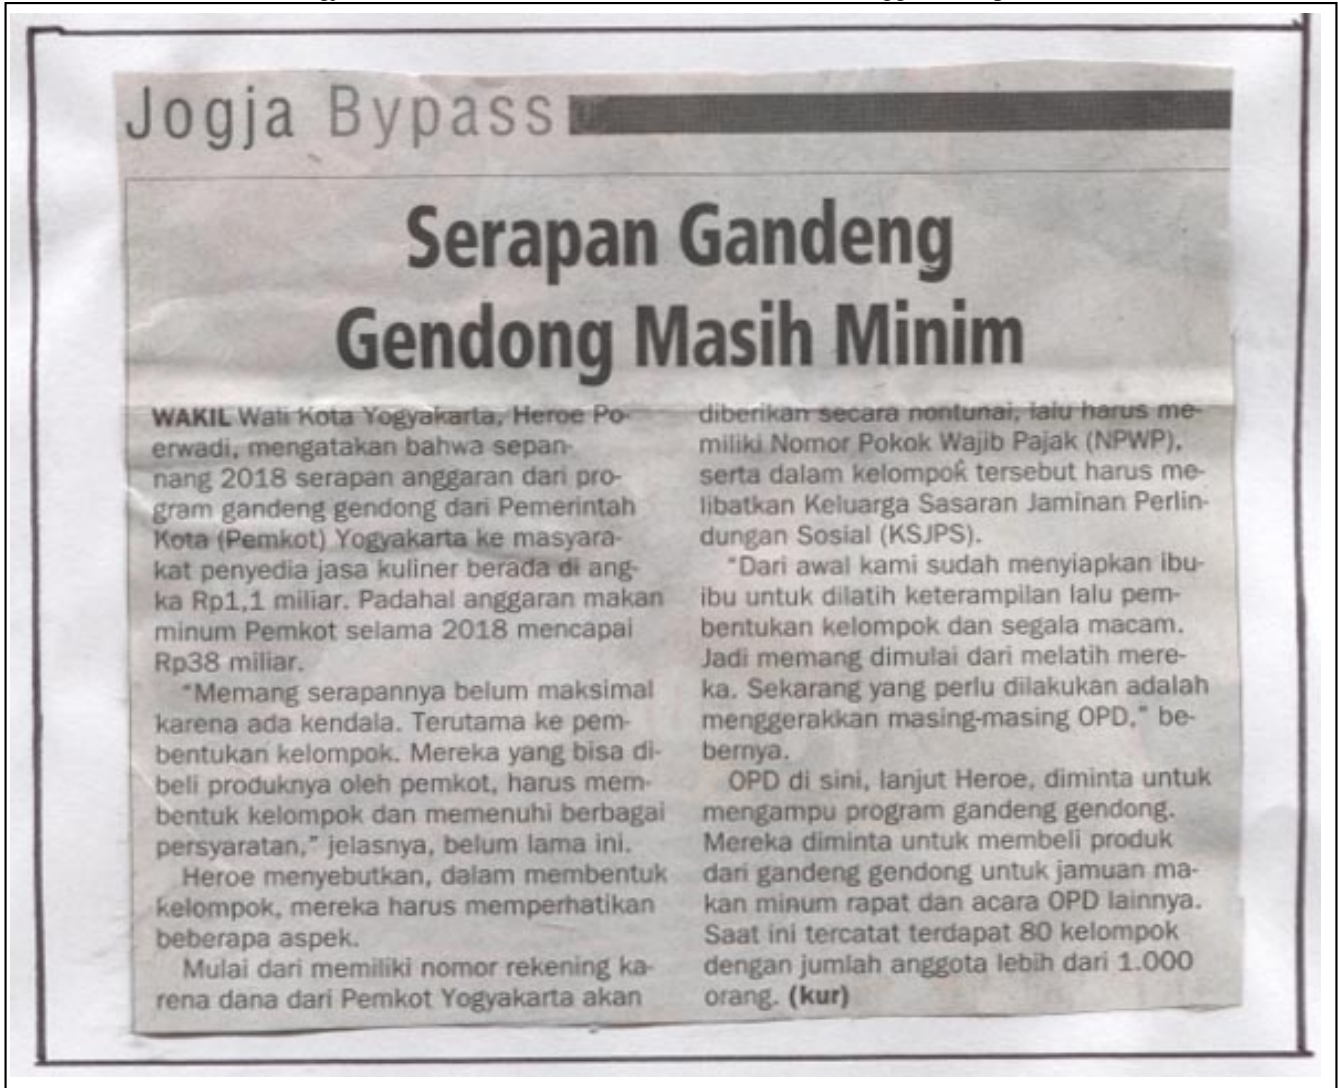 Jogja Bypass
Serapan Gandeng
Gendong Masih Minim
WAKIL Wali Kota Yogyakarta, Heroe Po-
erwadi, mengatakan bahwa sepan-
nang 2018 serapan anggaran dari pro-
gram gandeng gendong dari Pemerintah
Kota (Pemkot) Yogyakarta ke masyara-
kat penyedia jasa kuliner berada di ang-
ka Rp1,1 miliar. Padahal anggaran makan
minum Pemkot selama 2018 mencapai
Rp38 miliar.
"Memang serapannya belum maksimal
karena ada kendala. Terutama ke pem-
bentukan kelompok. Mereka yang bisa di-
beli produknya oleh pemkot, harus mem-
bentuk kelompok dan memenuhi berbagai
persyaratan," jelasnya, belum lama ini.
Heroe menyebutkan, dalam membentuk
kelompok, mereka harus memperhatikan
beberapa aspek.
Mulai dari memiliki nomor rekening ka-
rena dana dari Pemkot Yogyakarta akan
diberikan secara nontunai, lalu harus me-
miliki Nomor Pokok Wajib Pajak (NPWP),
serta dalam kelompok tersebut harus me-
libatkan Keluarga Sasaran Jaminan Perlin-
dungan Sosial (KSJPS).
"Dari awal kami sudah menyiapkan ibu-
ibu untuk dilatih keterampilan lalu pem-
bentukan kelompok dan segala macam.
Jadi memang dimulai dari melatih mere-
ka. Sekarang yang perlu dilakukan adalah
menggerakkan masing-masing OPD," be-
bernya.
OPD di sini, lanjut Heroe, diminta untuk
mengampu program gandeng gendong.
Mereka diminta untuk membeli produk
dari gandeng gendong untuk jamuan ma-
kan minum rapat dan acara OPD lainnya.
Saat ini tercatat terdapat 80 kelompok
dengan jumlah anggota lebih dari 1.000
orang. (kur)